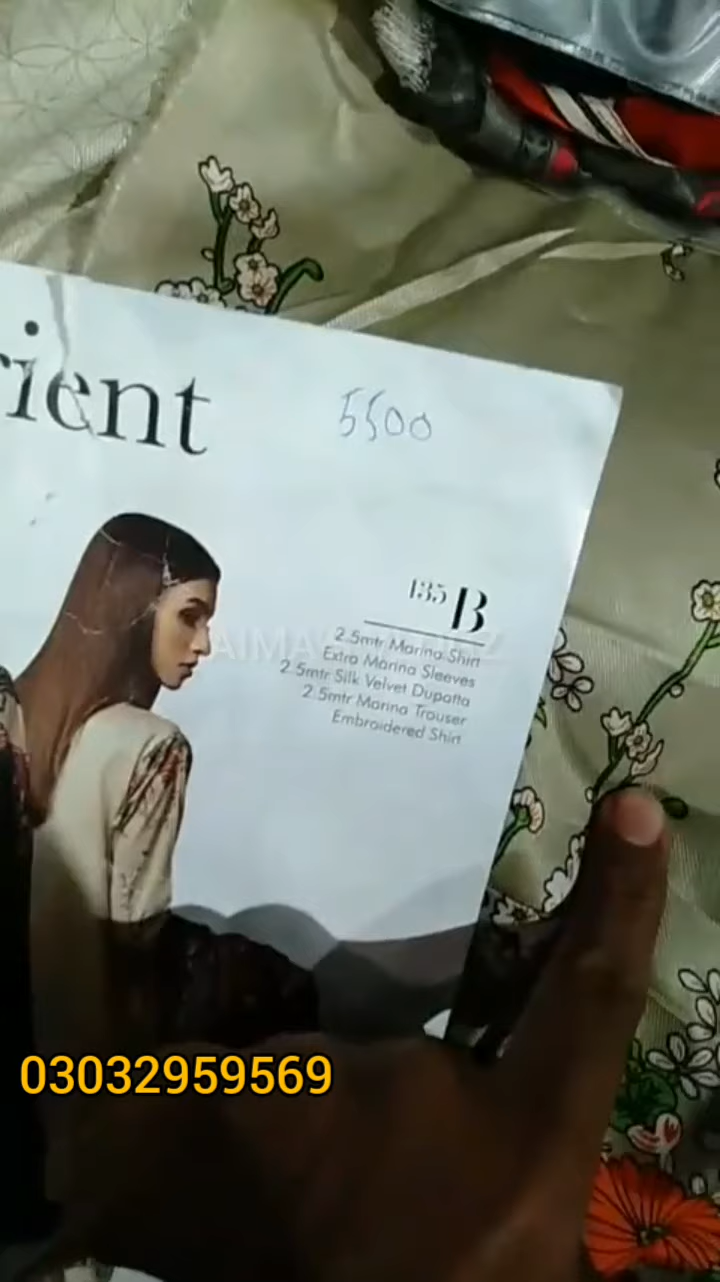 rient
5500
135 B
2.5mtr Marina Shirt
Extra Marina Sleeves
2.5mtr Silk Velvet Dupatta
2.5mtr Marina Trouser
Embroidered Shirt
03032959569